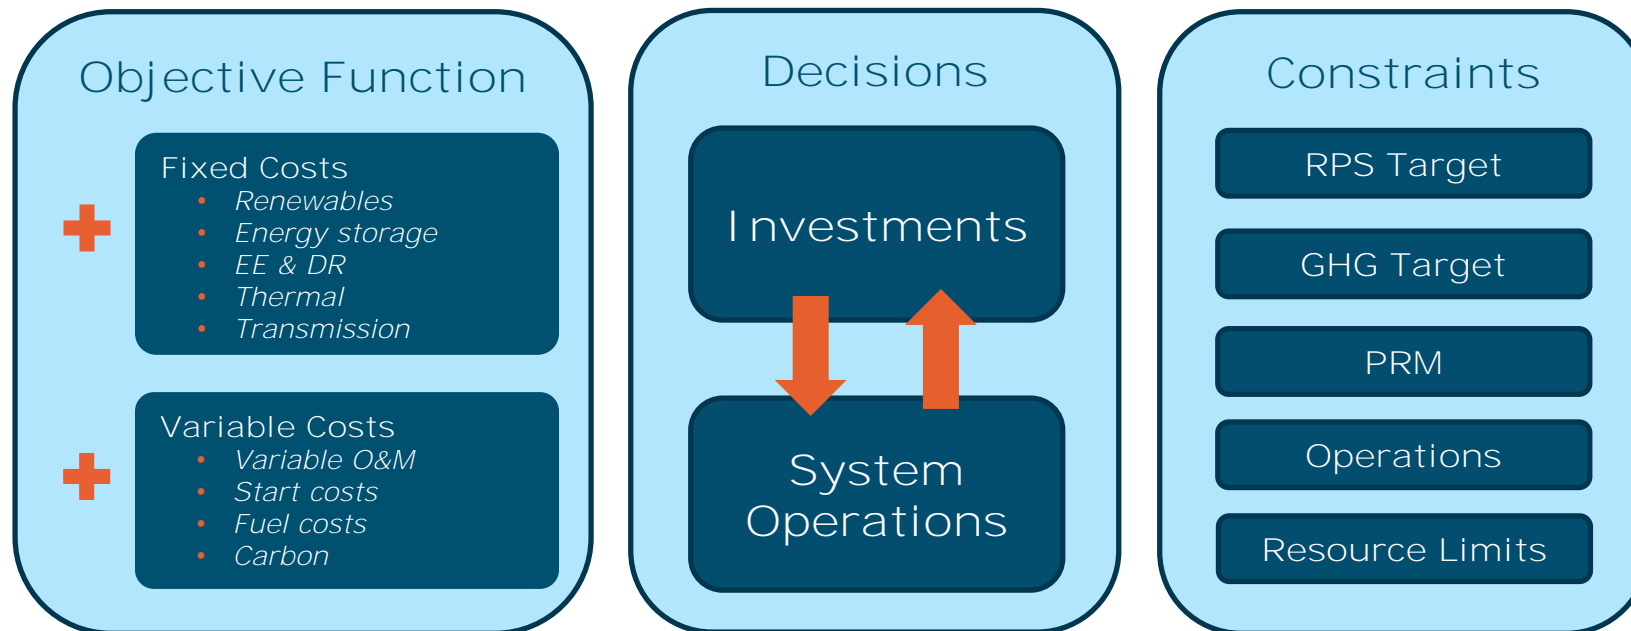 Objective Function
Fixed Costs
• Renewables
• Energy storage
• EE & DR
• Thermal
• Transmission
Variable Costs
• Variable O&M
• Start costs
• Fuel costs
• Carbon
Decisions
Investments
System
Operations
Constraints
RPS Target
GHG Target
PRM
Operations
Resource Limits